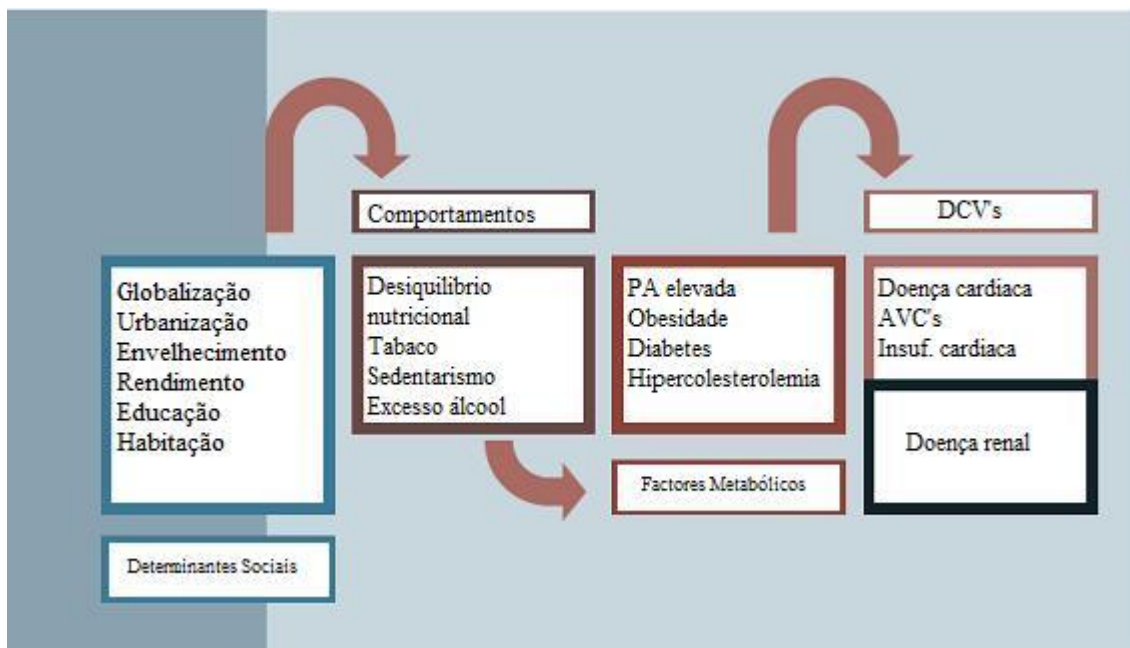 Globalização
Urbanização
Envelhecimento
Rendimento
Educação
Habitação
Determinantes Sociais
Comportamentos
Desiquilibrio
nutricional
Tabaco
Sedentarismo
Excesso álcool
PA elevada
Obesidade
Diabetes
Hipercolesterolemia
Factores Metabólicos
DCV's
Doença cardiaca
AVC's
Insuf. cardiaca
Doença renal